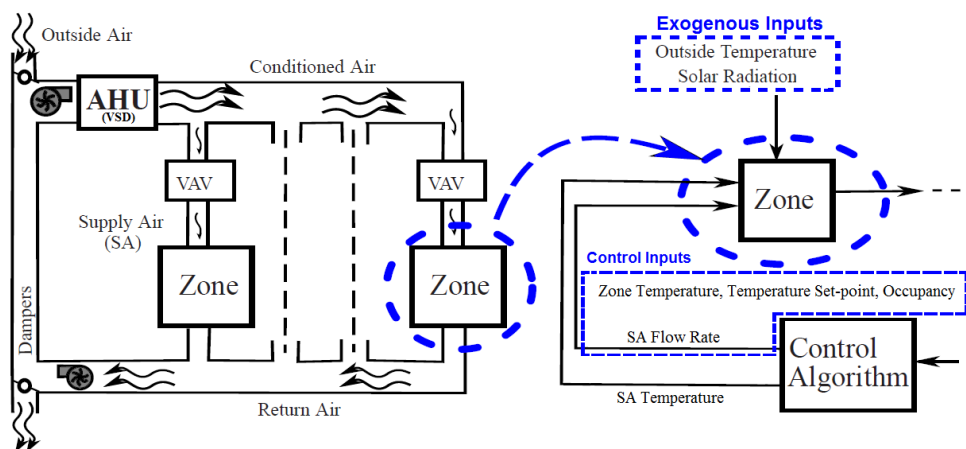 Outside Air
Conditioned Air
AHU
(VSD)
VAV
VAV
Supply Air
(SA)
Zone
Zone
Dampers
Return Air
Exogenous Inputs
Outside Temperature
Solar Radiation
Zone
Control Inputs
Zone Temperature, Temperature Set-point, Occupancy
SA Flow Rate
Control
Algorithm
SA Temperature